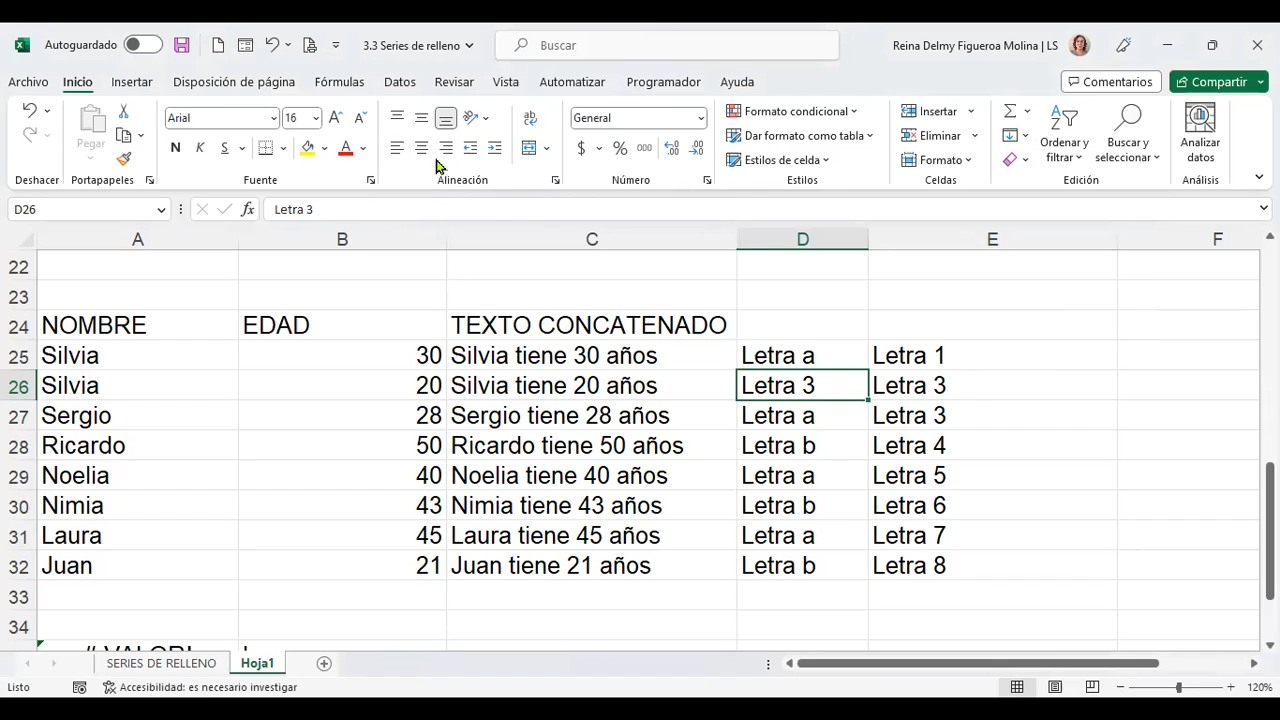 Autoguardado 3.3 Series de relleno Buscar Reina Delmy Figueroa Molina | LS
Archivo Inicio Insertar Disposición de página Fórmulas Datos Revisar Vista Automatizar Programador Ayuda Comentarios Compartir
Pegar
Arial 16
N K S A
ab
General
$ % 000
Formato condicional
Dar formato como tabla
Estilos de celda
Insertar
Eliminar
Formato
Ordenar y filtrar
Buscar y seleccionar
Analizar datos
Deshacer Portapapeles Fuente Alineación Número Estilos Celdas Edición Análisis
D26 fx Letra 3
A B C D E F
22
23
24 NOMBRE EDAD TEXTO CONCATENADO
25 Silvia 30 Silvia tiene 30 años Letra a Letra 1
26 Silvia 20 Silvia tiene 20 años Letra 3 Letra 3
27 Sergio 28 Sergio tiene 28 años Letra a Letra 3
28 Ricardo 50 Ricardo tiene 50 años Letra b Letra 4
29 Noelia 40 Noelia tiene 40 años Letra a Letra 5
30 Nimia 43 Nimia tiene 43 años Letra b Letra 6
31 Laura 45 Laura tiene 45 años Letra a Letra 7
32 Juan 21 Juan tiene 21 años Letra b Letra 8
33
34
SERIES DE RELLENO Hoja1
Listo Accesibilidad: es necesario investigar 120%